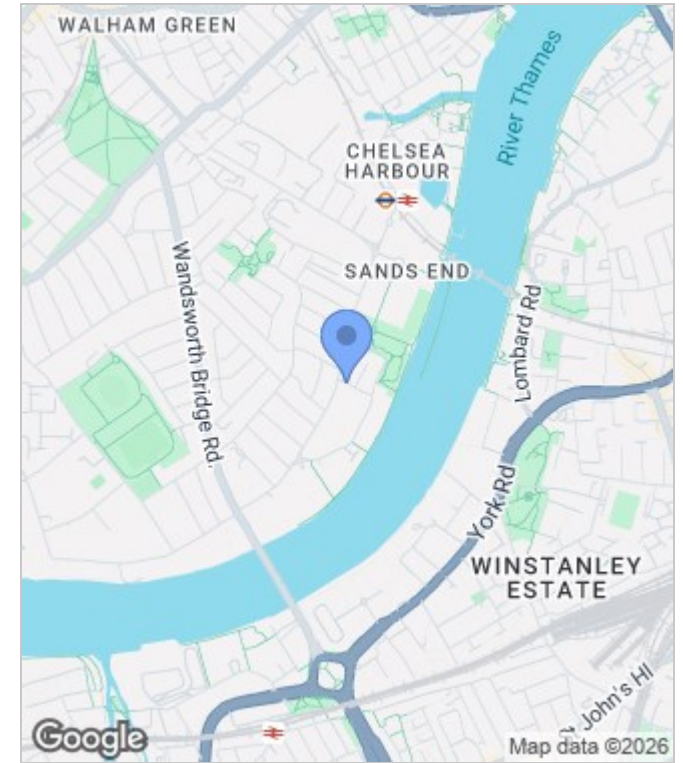 WALHAM GREEN
River Thames
CHELSEA
HARBOUR
SANDS END
Wandsworth Bridge Rd.
Lombard Rd
York Rd
WINSTANLEY
ESTATE
St John's Hl
Google
Map data ©2026